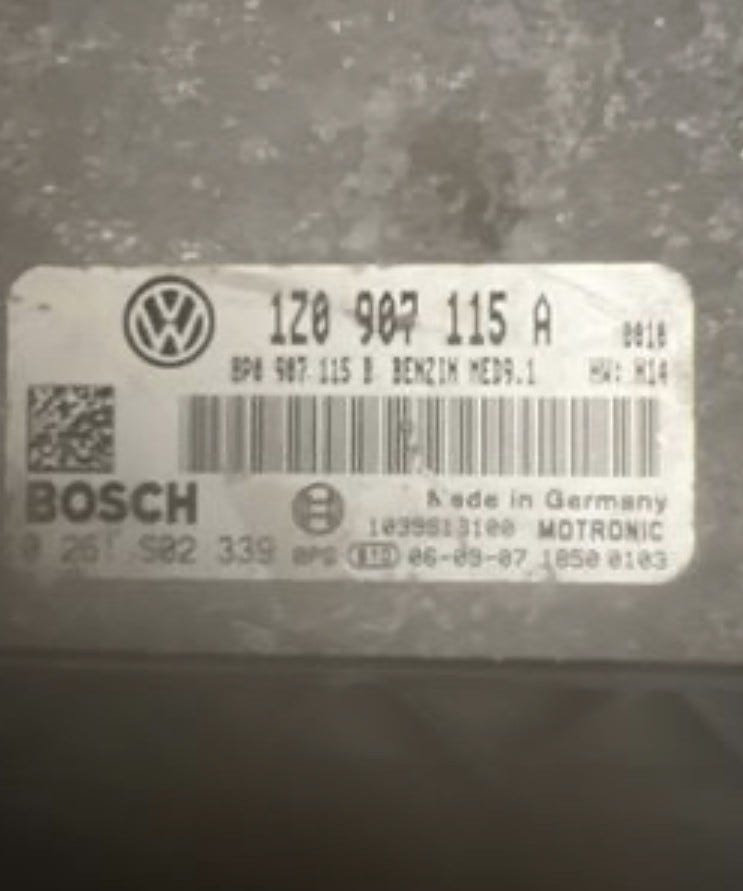 1Z0 907 115 A 0010
8P0 907 115 B BENZIN MED9.1 HW: H14
BOSCH
Made in Germany
1039S13100 MOTRONIC
0 261 S02 339 06-09-07 1850 0103